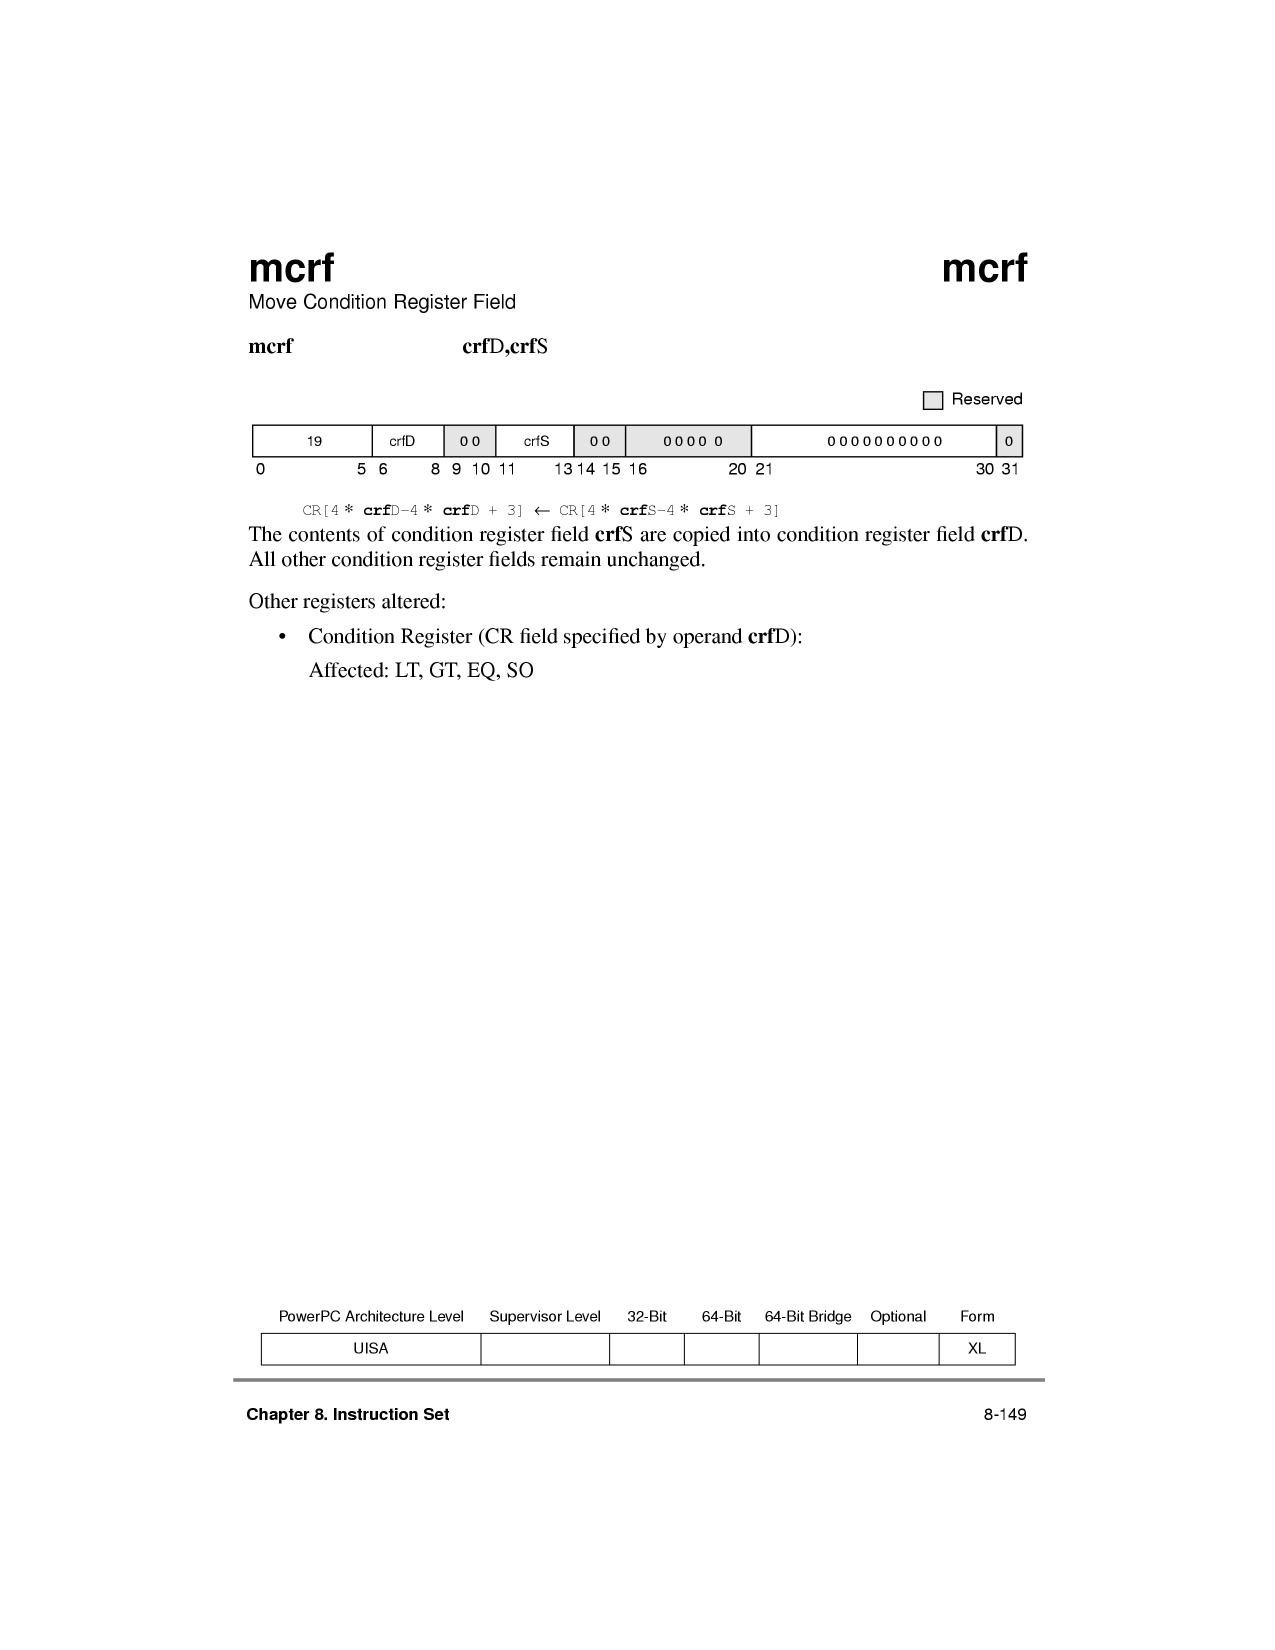 mcrf mcrf
Move Condition Register Field
mcrf crfD,crfS
Reserved
19 crfD 0 0 crfS 0 0 0 0 0 0 0 0 0 0 0 0 0 0 0 0 0 0
0 5 6 8 9 10 11 13 14 15 16 20 21 30 31
CR[4 * crfD–4 * crfD + 3] ← CR[4 * crfS–4 * crfS + 3]
The contents of condition register field crfS are copied into condition register field crfD.
All other condition register fields remain unchanged.
Other registers altered:
• Condition Register (CR field specified by operand crfD):
Affected: LT, GT, EQ, SO
PowerPC Architecture Level Supervisor Level 32-Bit 64-Bit 64-Bit Bridge Optional Form
UISA XL
Chapter 8. Instruction Set 8-149